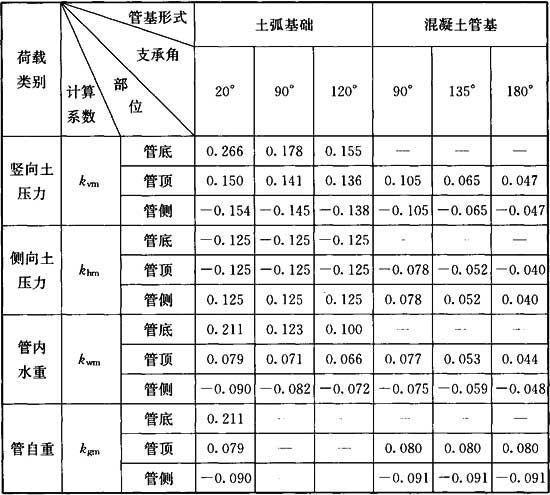 管基形式 土弧基础 混凝土管基
荷载类别 计算系数 部位 支承角 20° 90° 120° 90° 135° 180°
竖向土压力 kvm 管底 0.266 0.178 0.155 — — —
管顶 0.150 0.141 0.136 0.105 0.065 0.047
管侧 -0.154 -0.145 -0.138 -0.105 -0.065 -0.047
侧向土压力 khm 管底 -0.125 -0.125 -0.125 - - —
管顶 -0.125 -0.125 -0.125 -0.078 -0.052 -0.040
管侧 0.125 0.125 0.125 0.078 0.052 0.040
管内水重 kwm 管底 0.211 0.123 0.100 — — —
管顶 0.079 0.071 0.066 0.077 0.053 0.044
管侧 -0.090 -0.082 -0.072 -0.075 -0.059 -0.048
管自重 kgm 管底 0.211 - - — — —
管顶 0.079 — — 0.080 0.080 0.080
管侧 -0.090 - - -0.091 -0.091 -0.091